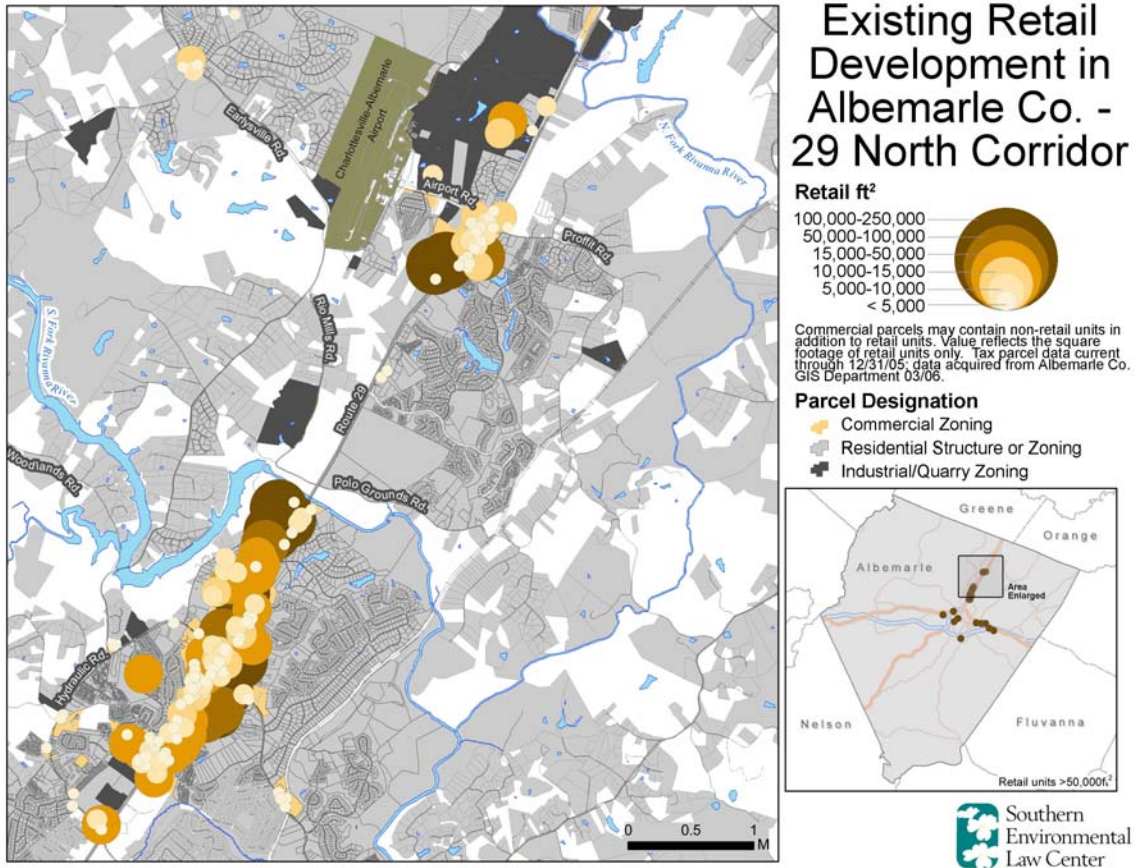 Existing Retail
Development in
Albemarle Co. -
29 North Corridor
Retail ft²
100,000-250,000
50,000-100,000
15,000-50,000
10,000-15,000
5,000-10,000
< 5,000
Commercial parcels may contain non-retail units in
addition to retail units. Value reflects the square
footage of retail units only. Tax parcel data current
through 12/31/05; data acquired from Albemarle Co.
GIS Department 03/06.
Parcel Designation
Commercial Zoning
Residential Structure or Zoning
Industrial/Quarry Zoning
Earlysville Rd.
Charlottesville-Albemarle
Airport
N. Fork Rivanna River
Airport Rd.
Proffit Rd.
Rio Mills Rd.
S. Fork Rivanna River
Route 29
Woodlands Rd.
Polo Grounds Rd.
Hydraulic Rd.
0 0.5 1
M
Greene
Orange
Albemarle
Area
Enlarged
Nelson
Fluvanna
Retail units >50,000ft²
Southern
Environmental
Law Center